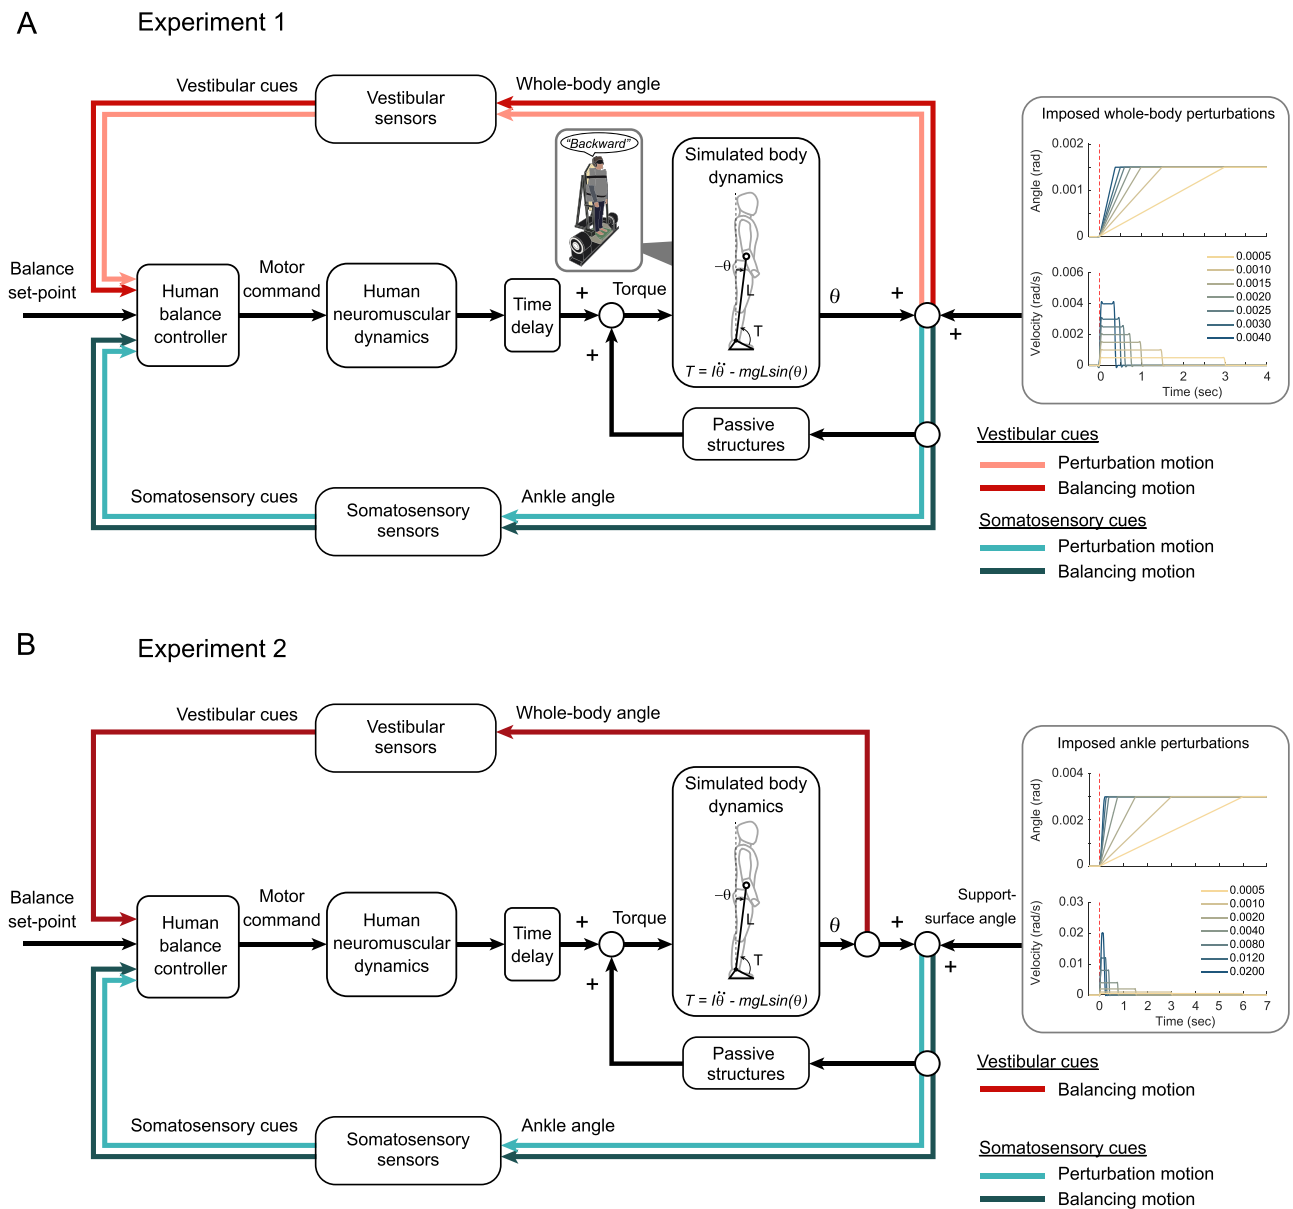 A
Experiment 1
Vestibular cues
Vestibular
sensors
Whole-body angle
"Backward"
Simulated body
dynamics
−θ
L
T
T = Iθ̈ - mgLsin(θ)
Balance
set-point
Human
balance
controller
Motor
command
Human
neuromuscular
dynamics
Time
delay
+
+
Torque
θ
+
+
Passive
structures
Somatosensory cues
Somatosensory
sensors
Ankle angle
Imposed whole-body perturbations
Angle (rad)
0.002
0.001
0
Velocity (rad/s)
0.006
0.004
0.002
0
0.0005
0.0010
0.0015
0.0020
0.0025
0.0030
0.0040
0 1 2 3 4
Time (sec)
Vestibular cues
Perturbation motion
Balancing motion
Somatosensory cues
Perturbation motion
Balancing motion
B
Experiment 2
Vestibular cues
Vestibular
sensors
Whole-body angle
Simulated body
dynamics
−θ
L
T
T = Iθ̈ - mgLsin(θ)
Balance
set-point
Human
balance
controller
Motor
command
Human
neuromuscular
dynamics
Time
delay
+
+
Torque
θ
+
+
Support-
surface angle
Passive
structures
Somatosensory cues
Somatosensory
sensors
Ankle angle
Imposed ankle perturbations
Angle (rad)
0.004
0.002
0
Velocity (rad/s)
0.03
0.02
0.01
0
0.0005
0.0010
0.0020
0.0040
0.0080
0.0120
0.0200
0 1 2 3 4 5 6 7
Time (sec)
Vestibular cues
Balancing motion
Somatosensory cues
Perturbation motion
Balancing motion